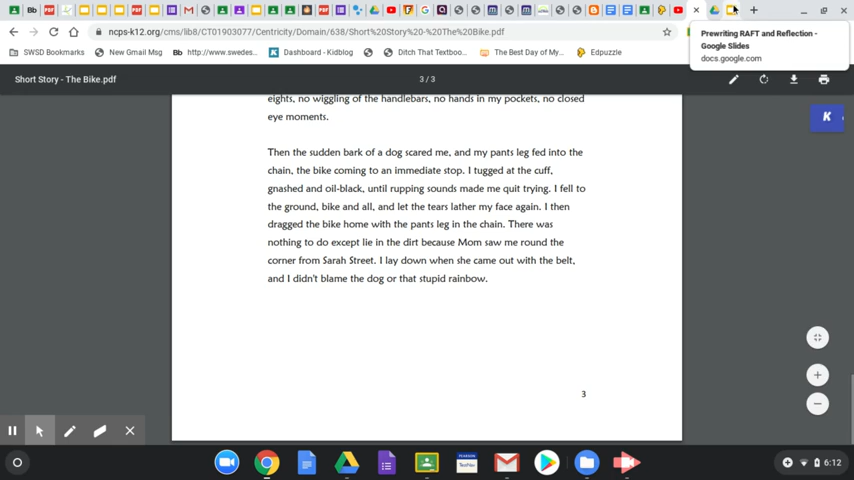 Prewriting RAFT and Reflection -
Google Slides
docs.google.com
ncps-k12.org/cms/lib8/CT01903077/Centricity/Domain/638/Short%20Story%20-%20The%20Bike.pdf
SWSD Bookmarks
New Gmail Msg
Bb http://www.swedes...
Dashboard - Kidblog
Ditch That Textboo...
The Best Day of My...
Edpuzzle
Short Story - The Bike.pdf
3 / 3
eights, no wiggling of the handlebars, no hands in my pockets, no closed
eye moments.
K
Then the sudden bark of a dog scared me, and my pants leg fed into the
chain, the bike coming to an immediate stop. I tugged at the cuff,
gnashed and oil-black, until rupping sounds made me quit trying. I fell to
the ground, bike and all, and let the tears lather my face again. I then
dragged the bike home with the pants leg in the chain. There was
nothing to do except lie in the dirt because Mom saw me round the
corner from Sarah Street. I lay down when she came out with the belt,
and I didn't blame the dog or that stupid rainbow.
3
6:12